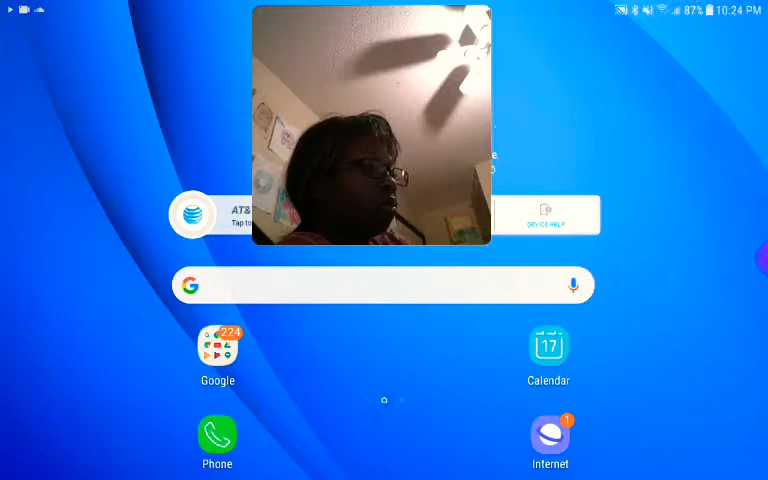 87% 10:24 PM
AT&
Tap to
DEVICE HELP
224
17
Google
Calendar
1
Phone
Internet